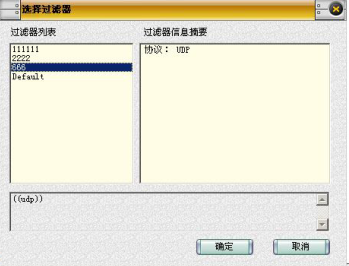 选择过滤器
过滤器列表
过滤器信息摘要
111111
2222
666
Default
协议： UDP
((udp))
确定
取消